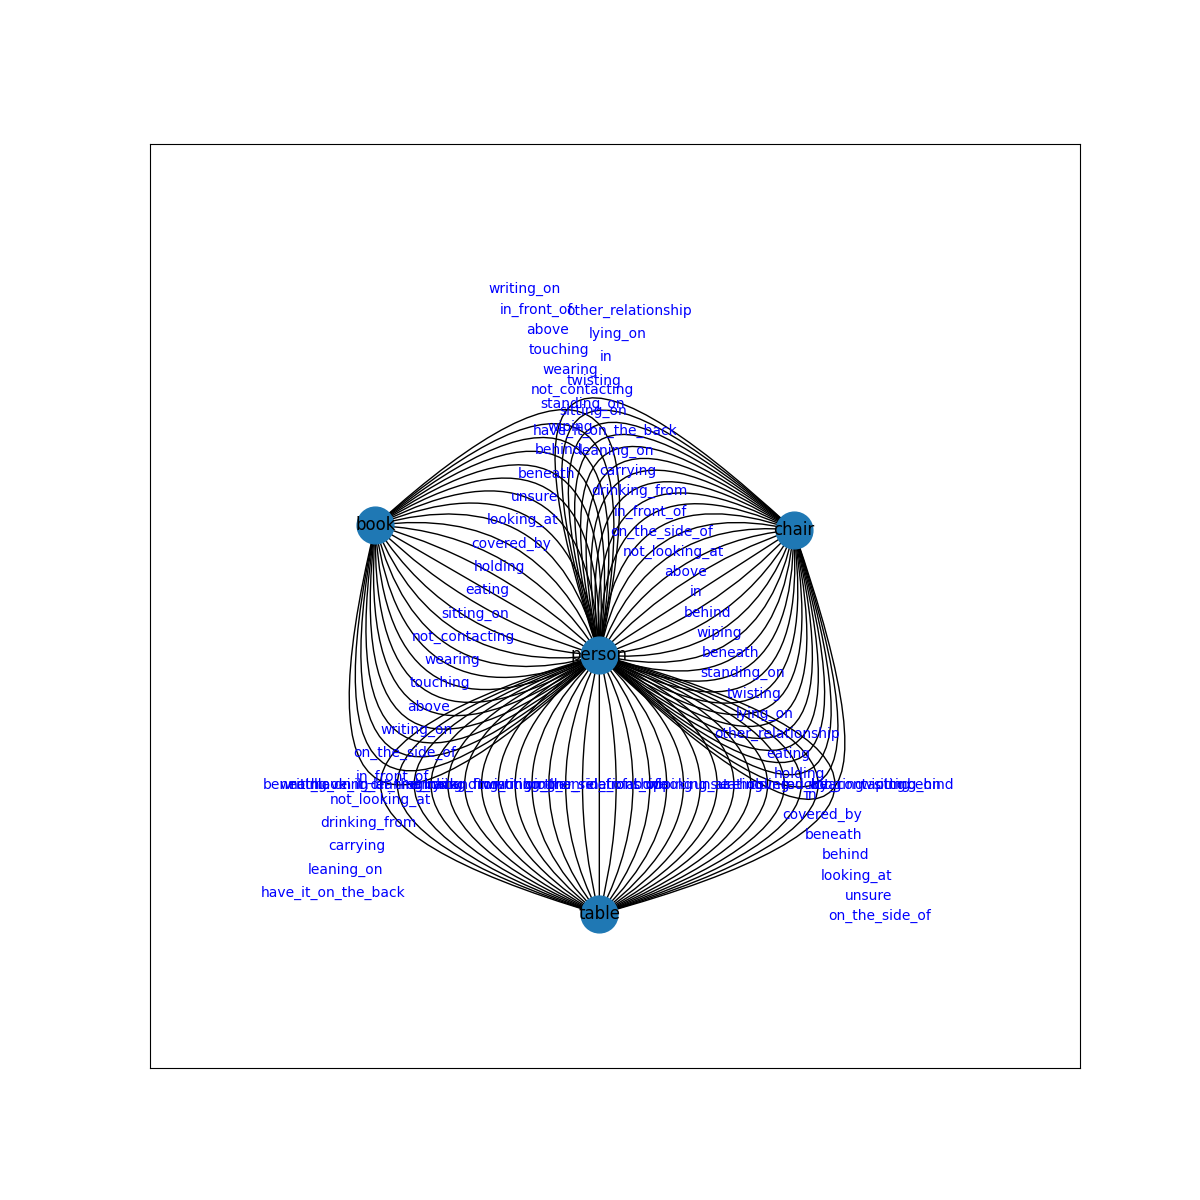 writing_on
in_front_of
other_relationship
above
lying_on
touching
in
wearing
twisting
not_contacting
standing_on
sitting_on
wiping
have_it_on_the_back
behind
leaning_on
beneath
carrying
unsure
drinking_from
in_front_of
looking_at
book
chair
on_the_side_of
covered_by
not_looking_at
holding
above
eating
in
sitting_on
behind
not_contacting
wiping
person
beneath
wearing
standing_on
touching
twisting
above
lying_on
writing_on
other_relationship
on_the_side_of
eating
in_front_of
holding
in
not_looking_at
covered_by
drinking_from
beneath
carrying
behind
leaning_on
looking_at
have_it_on_the_back
unsure
table
on_the_side_of